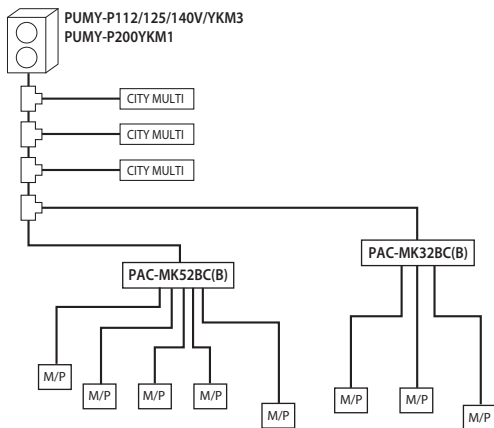 PUMY-P112/125/140V/YKM3
PUMY-P200YKM1
CITY MULTI
CITY MULTI
CITY MULTI
PAC-MK32BC(B)
PAC-MK52BC(B)
M/P
M/P
M/P
M/P
M/P
M/P
M/P
M/P